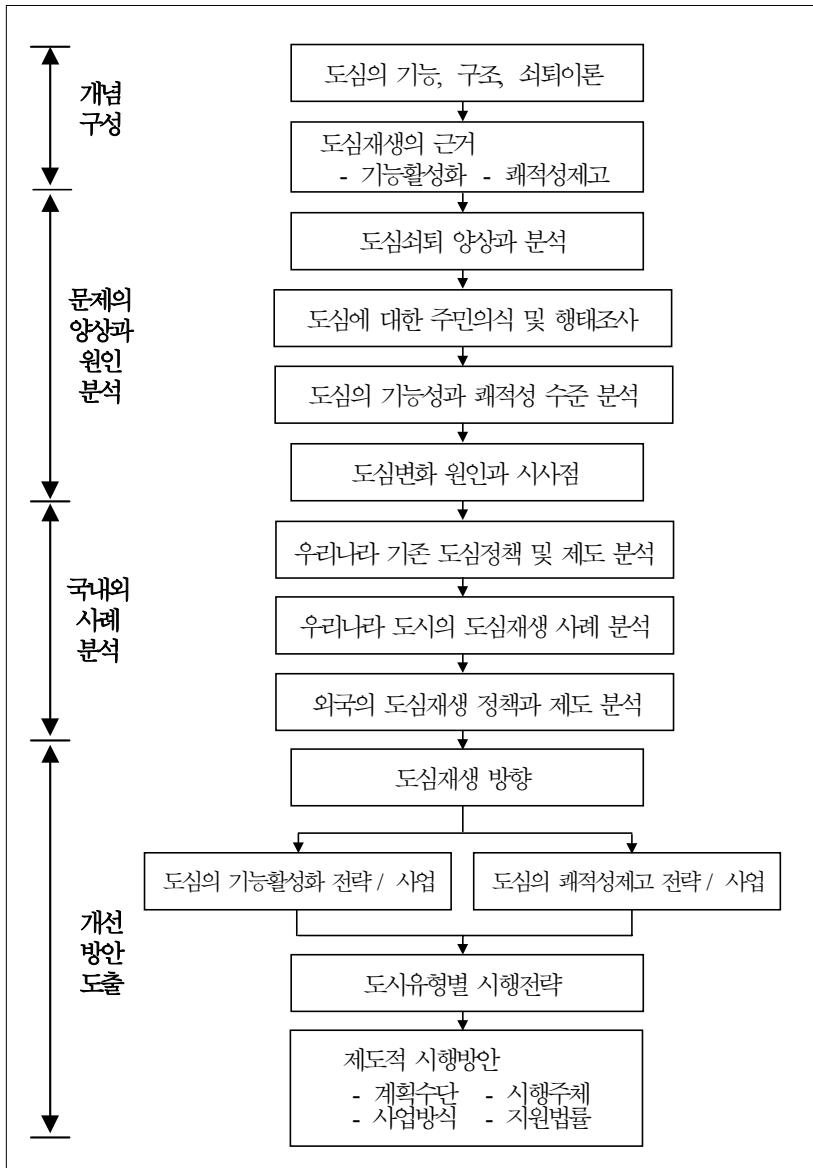 개념
구성
도심의 기능, 구조, 쇠퇴이론
도심재생의 근거
- 기능활성화 - 쾌적성제고
문제의
양상과
원인
분석
도심쇠퇴 양상과 분석
도심에 대한 주민의식 및 행태조사
도심의 기능성과 쾌적성 수준 분석
도심변화 원인과 시사점
국내외
사례
분석
우리나라 기존 도심정책 및 제도 분석
우리나라 도시의 도심재생 사례 분석
외국의 도심재생 정책과 제도 분석
개선
방안
도출
도심재생 방향
도심의 기능활성화 전략 / 사업
도심의 쾌적성제고 전략 / 사업
도시유형별 시행전략
제도적 시행방안
- 계획수단 - 시행주체
- 사업방식 - 지원법률